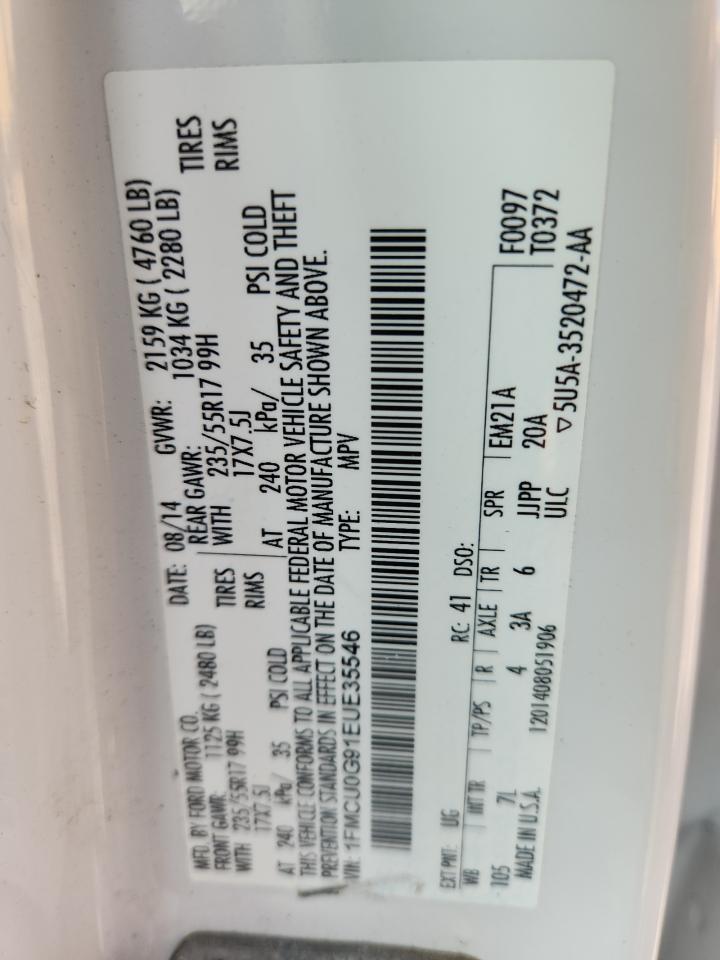 MFD. BY FORD MOTOR CO. DATE: 08/14 GVWR: 2159 KG ( 4760 LB)
FRONT GAWR: 1125 KG ( 2480 LB) REAR GAWR: 1034 KG ( 2280 LB)
WITH 235/55R17 99H TIRES WITH 235/55R17 99H TIRES
17X7.5J RIMS 17X7.5J RIMS
AT 240 kPa/ 35 PSI COLD AT 240 kPa/ 35 PSI COLD
THIS VEHICLE CONFORMS TO ALL APPLICABLE FEDERAL MOTOR VEHICLE SAFETY AND THEFT
PREVENTION STANDARDS IN EFFECT ON THE DATE OF MANUFACTURE SHOWN ABOVE.
VIN: 1FMCU0G91EUE35546 TYPE: MPV
EXT PNT: UG RC: 41 DSO:
WB INT TR TP/PS R AXLE TR SPR EM21A F0097
105 7L 4 3A 6 JJPP 20A T0372
MADE IN U.S.A. 1201408051906 ULC ▽5U5A-3520472-AA